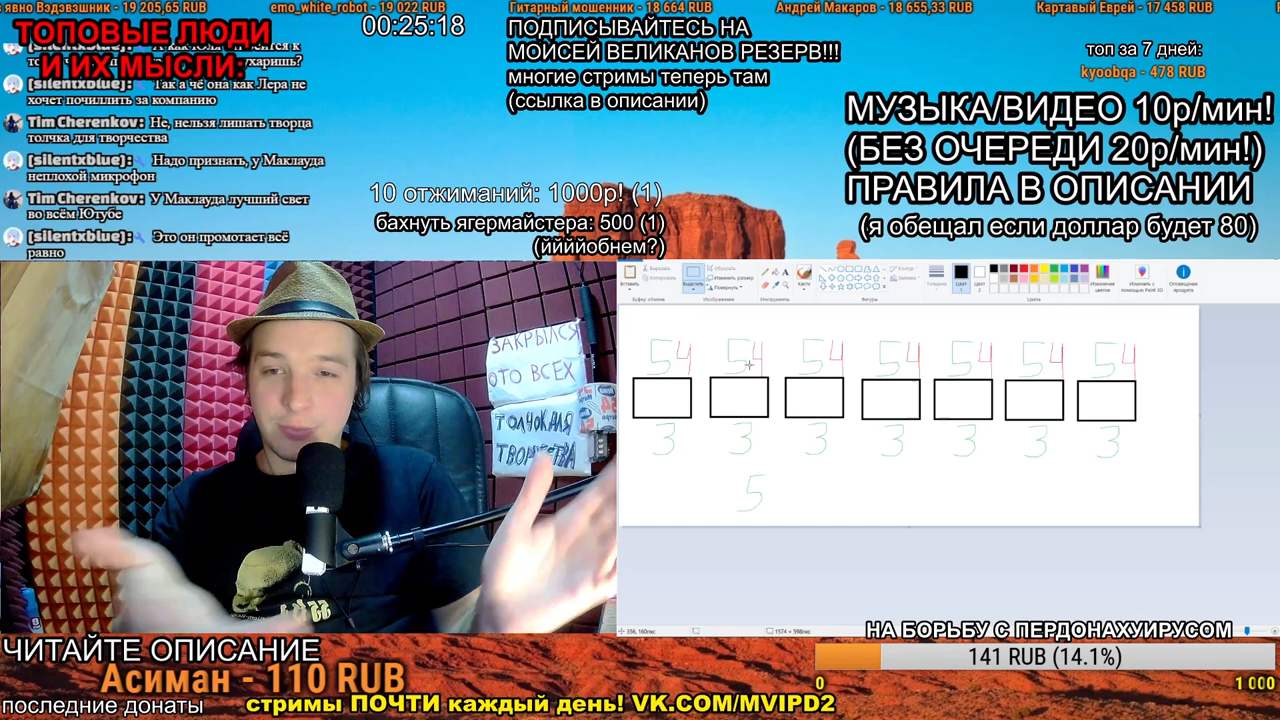 явно Вздэвэшник - 19 205,65 RUB
emo_white_robot - 19 022 RUB
Гитарный мошенник - 18 664 RUB
Андрей Макаров - 18 655,33 RUB
Картавый Еврей - 17 458 RUB
ТОПОВЫЕ ЛЮДИ
И ИХ МЫСЛИ:
[silentxblue]: Так а чё она как Лера не
хочет почиллить за компанию
Tim Cherenkov: Не, нельзя лишать творца
толчка для творчества
[silentxblue]: Надо признать, у Маклауда
неплохой микрофон
Tim Cherenkov: У Маклауда лучший свет
во всём Ютубе
[silentxblue]: Это он промотает всё
равно
00:25:18
ПОДПИСЫВАЙТЕСЬ НА
МОИСЕЙ ВЕЛИКАНОВ РЕЗЕРВ!!!
многие стримы теперь там
(ссылка в описании)
10 отжиманий: 1000р! (1)
бахнуть ягермайстера: 500 (1)
(ййййобнем?)
топ за 7 дней:
kyoobqa - 478 RUB
МУЗЫКА/ВИДЕО 10р/мин!
(БЕЗ ОЧЕРЕДИ 20р/мин!)
ПРАВИЛА В ОПИСАНИИ
(я обещал если доллар будет 80)
ЗАКРЫЛСЯ
ОТО ВСЕХ
ТОЛЧОК ДЛЯ
ТВОРЧЕСТВА
54 54 54 54 54 54 54
3 3 3 3 3 3 3
5
НА БОРЬБУ С ПЕРДОНАХУИРУСОМ
141 RUB (14.1%)
0
1 000
ЧИТАЙТЕ ОПИСАНИЕ
Асиман - 110 RUB
последние донаты
стримы ПОЧТИ каждый день! VK.COM/MVIPD2